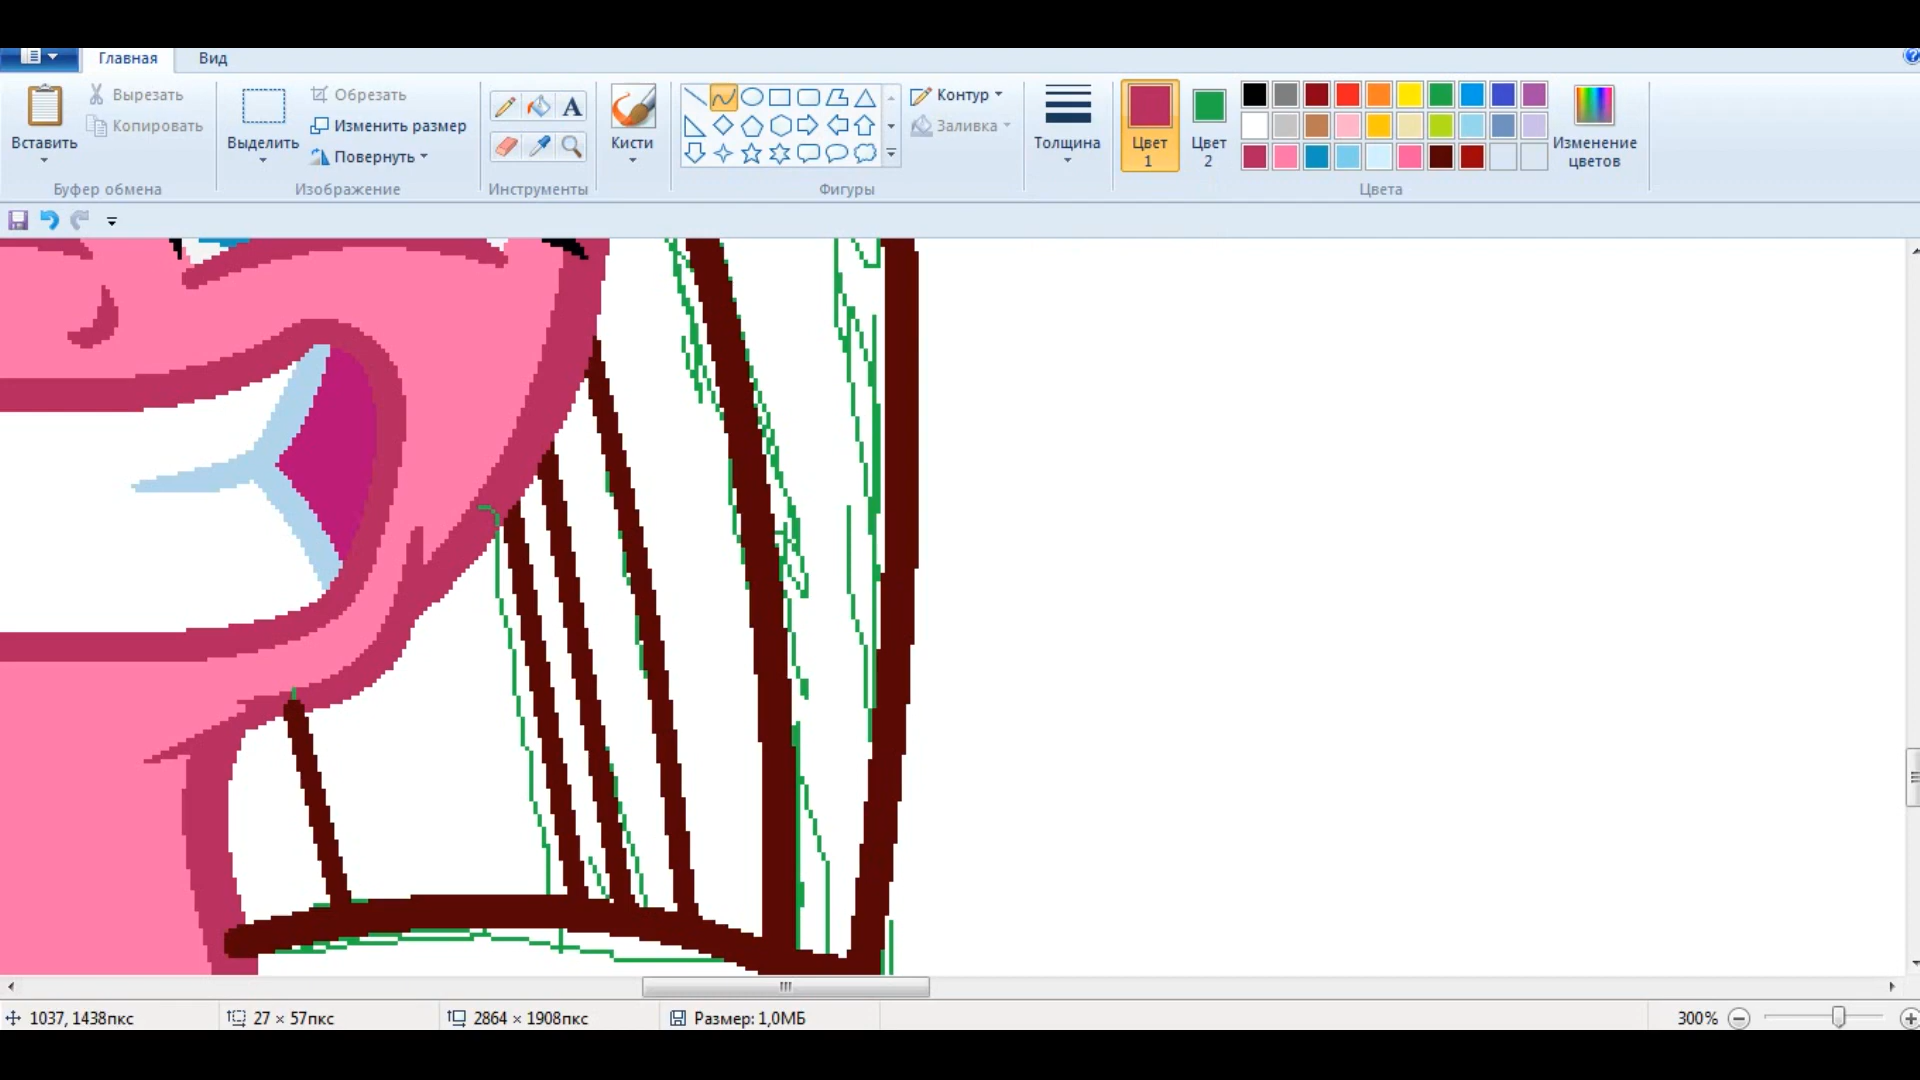 Главная Вид
Вставить
Вырезать
Копировать
Буфер обмена
Выделить
Обрезать
Изменить размер
Повернуть
Изображение
A
Инструменты
Кисти
Контур
Заливка
Фигуры
Толщина
Цвет
1
Цвет
2
Изменение
цветов
Цвета
1037, 1438пкс
27 × 57пкс
2864 × 1908пкс
Размер: 1,0МБ
300%